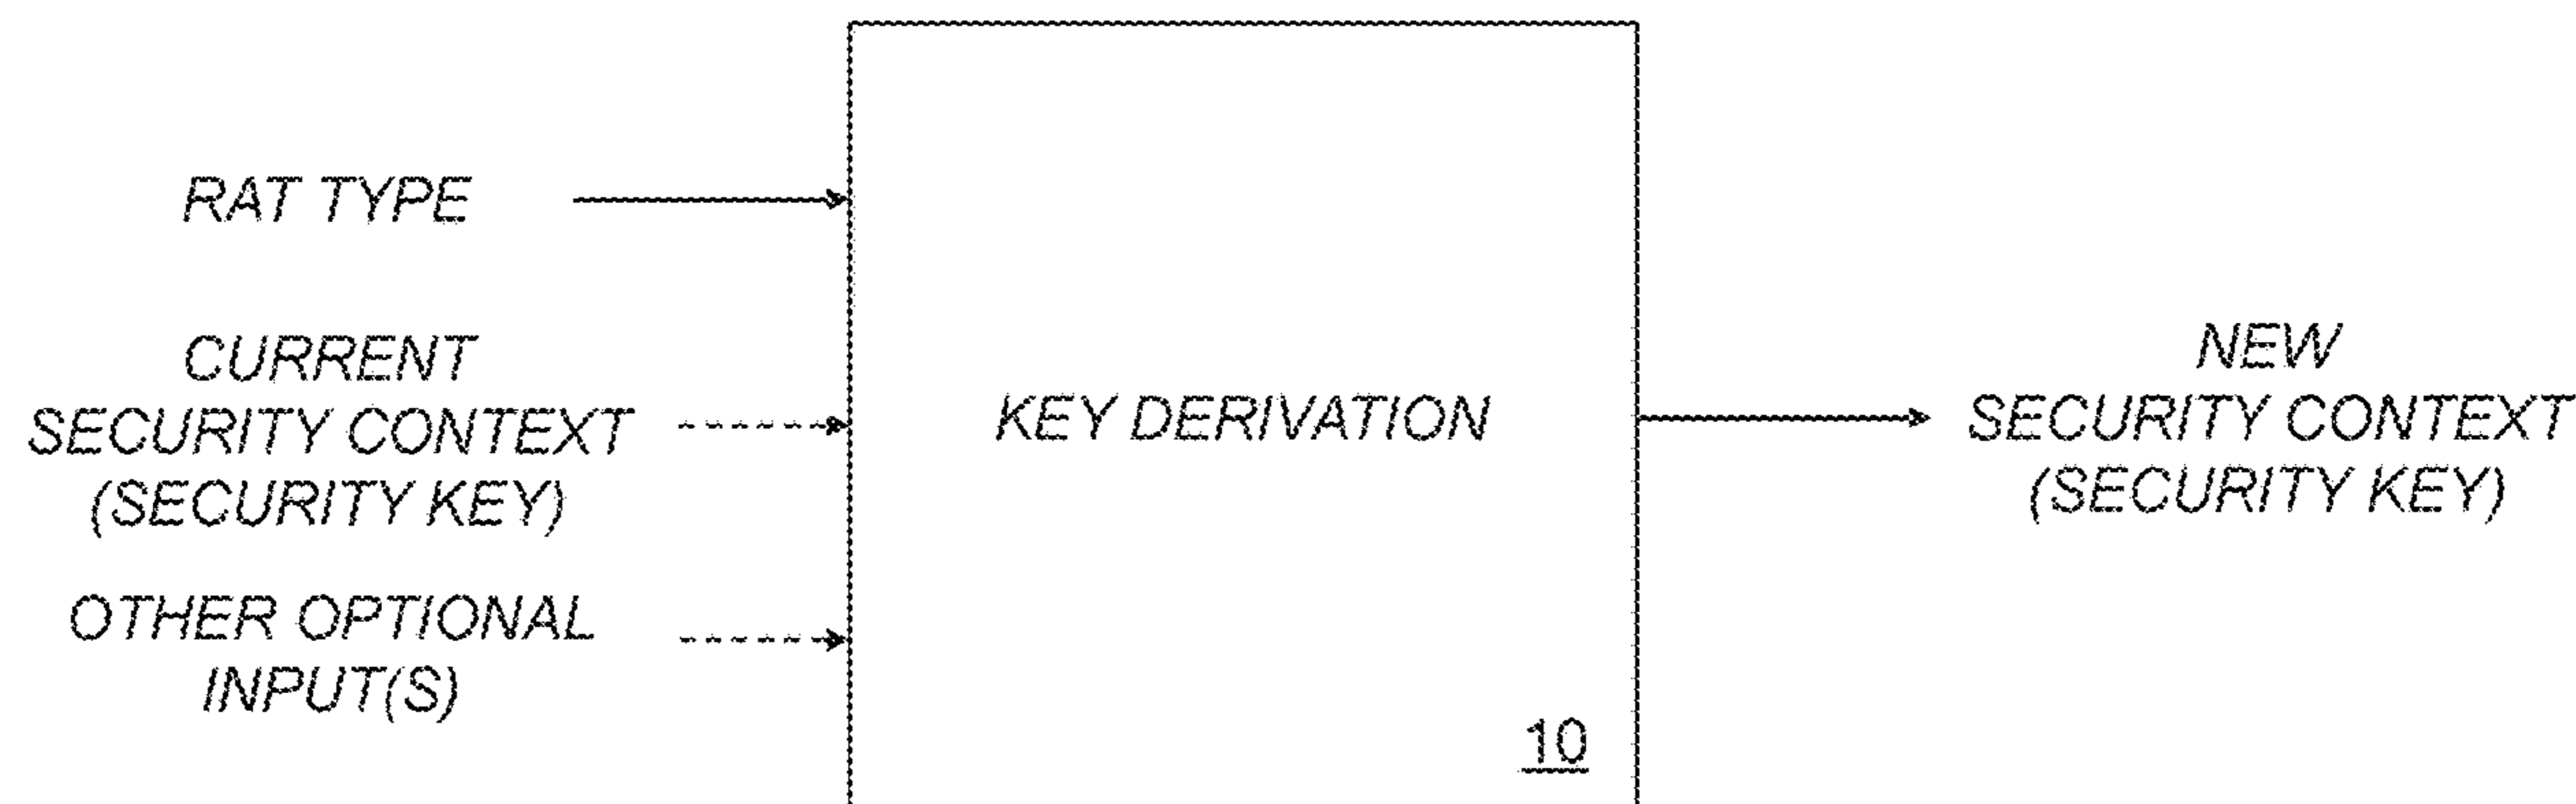 RAT TYPE
CURRENT
SECURITY CONTEXT
(SECURITY KEY)
OTHER OPTIONAL
INPUT(S)
KEY DERIVATION
10
NEW
SECURITY CONTEXT
(SECURITY KEY)